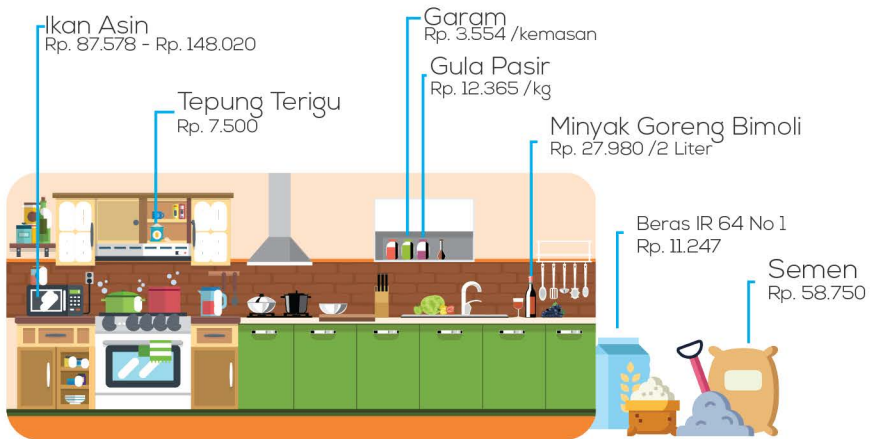 Ikan Asin
Rp. 87.578 - Rp. 148.020
Tepung Terigu
Rp. 7.500
Garam
Rp. 3.554 /kemasan
Gula Pasir
Rp. 12.365 /kg
Minyak Goreng Bimoli
Rp. 27.980 /2 Liter
Beras IR 64 No 1
Rp. 11.247
Semen
Rp. 58.750